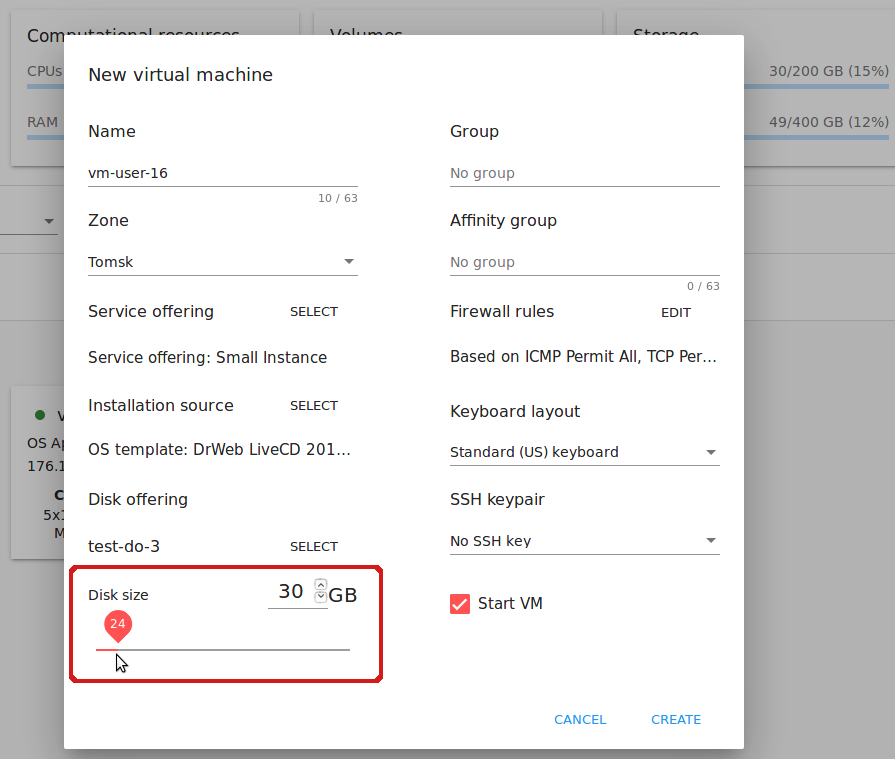 Computational resources
Volumes
Storage
CPUs
30/200 GB (15%)
RAM
49/400 GB (12%)
New virtual machine
Name
Group
vm-user-16
No group
10 / 63
Zone
Affinity group
Tomsk
No group
0 / 63
Service offering SELECT
Firewall rules EDIT
Service offering: Small Instance
Based on ICMP Permit All, TCP Per...
Installation source SELECT
Keyboard layout
OS template: DrWeb LiveCD 201...
Standard (US) keyboard
Disk offering
SSH keypair
test-do-3 SELECT
No SSH key
Disk size 30 GB
24
Start VM
CANCEL CREATE
OS
176.1
M